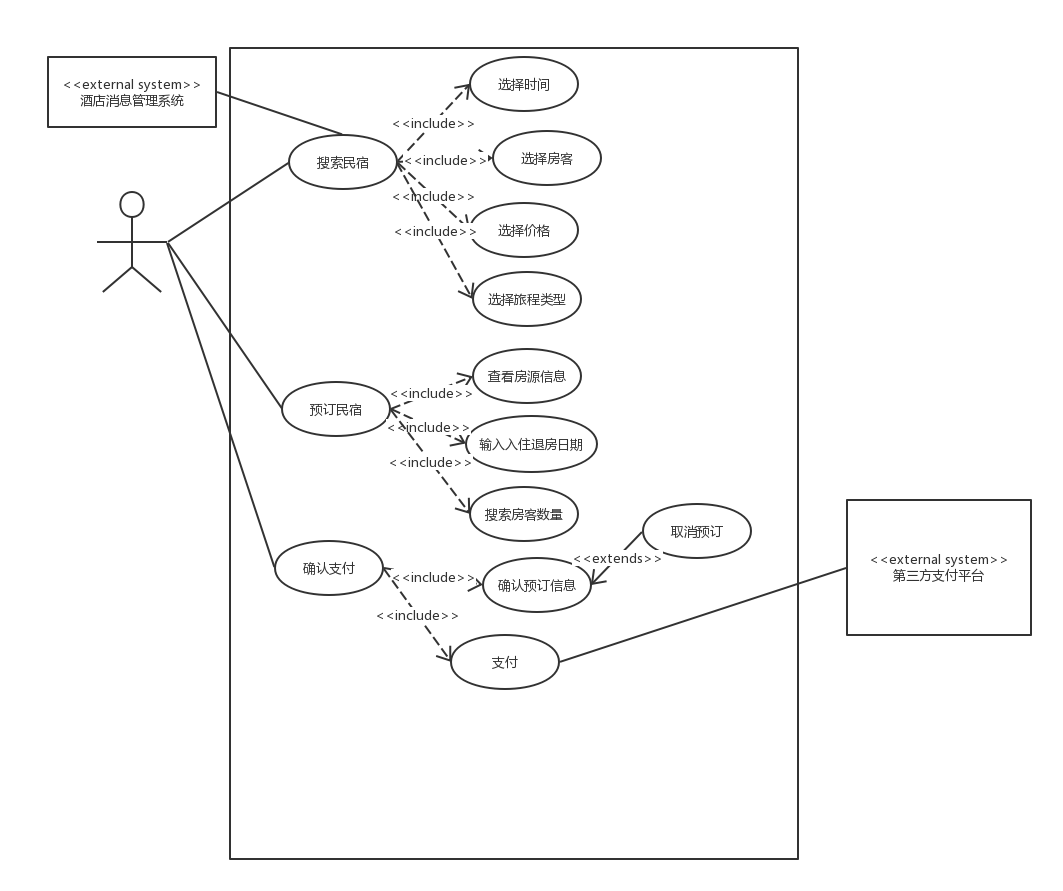 <<external system>>
酒店消息管理系统
搜索民宿
<<include>>
选择时间
<<include>>
选择房客
<<include>>
选择价格
<<include>>
选择旅程类型
预订民宿
<<include>>
查看房源信息
<<include>>
输入入住退房日期
<<include>>
搜索房客数量
确认支付
<<include>>
确认预订信息
<<extends>>
取消预订
<<include>>
支付
<<external system>>
第三方支付平台